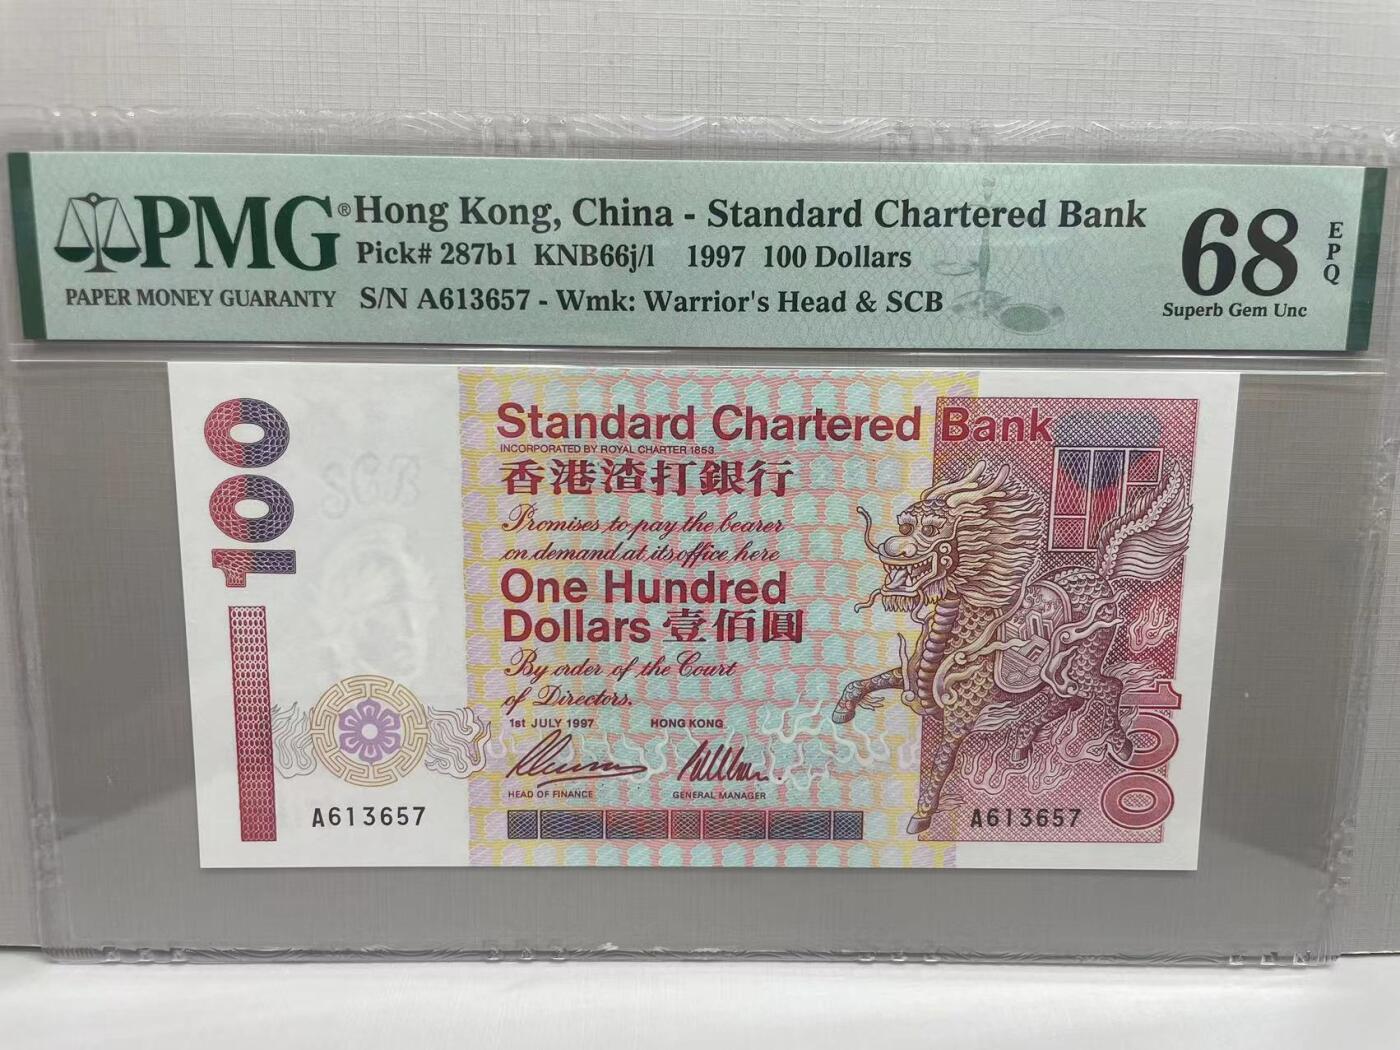 PMG®
PAPER MONEY GUARANTY
Hong Kong, China - Standard Chartered Bank
Pick# 287b1 KNB66j/l 1997 100 Dollars
S/N A613657 - Wmk: Warrior's Head & SCB
68
EPQ
Superb Gem Unc
100
SCB
Standard Chartered Bank
INCORPORATED BY ROYAL CHARTER 1853
香港渣打銀行
Promises to pay the bearer
on demand at its office here
One Hundred
Dollars 壹佰圓
By order of the Court
of Directors.
1st JULY 1997 HONG KONG
HEAD OF FINANCE GENERAL MANAGER
A613657
A613657
100